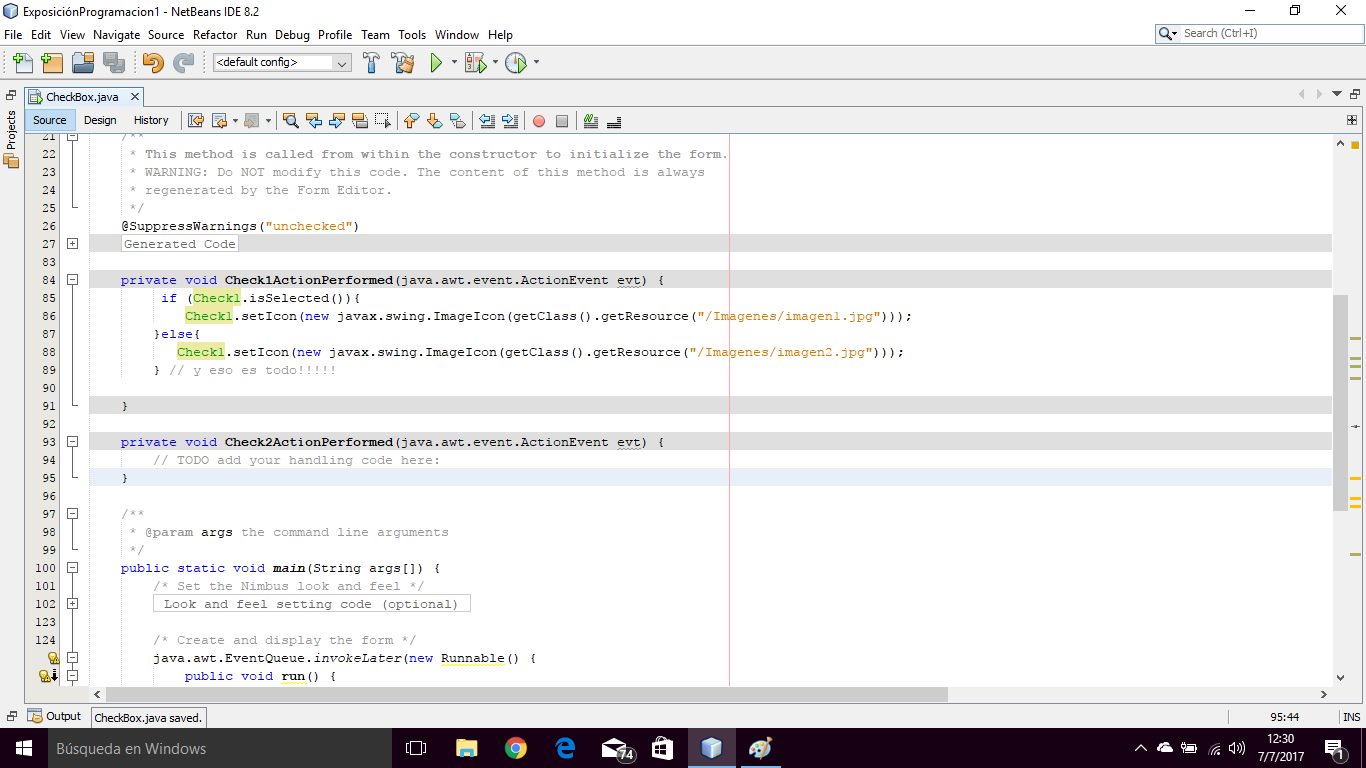 ExposiciónProgramacion1 - NetBeans IDE 8.2
File Edit View Navigate Source Refactor Run Debug Profile Team Tools Window Help
Search (Ctrl+I)
<default config>
CheckBox.java
Projects
Source Design History
21 /**
22 * This method is called from within the constructor to initialize the form.
23 * WARNING: Do NOT modify this code. The content of this method is always
24 * regenerated by the Form Editor.
25 */
26 @SuppressWarnings("unchecked")
27 Generated Code
83
84 private void Check1ActionPerformed(java.awt.event.ActionEvent evt) {
85 if (Check1.isSelected()){
86 Check1.setIcon(new javax.swing.ImageIcon(getClass().getResource("/Imagenes/imagen1.jpg")));
87 }else{
88 Check1.setIcon(new javax.swing.ImageIcon(getClass().getResource("/Imagenes/imagen2.jpg")));
89 } // y eso es todo!!!!!
90
91 }
92
93 private void Check2ActionPerformed(java.awt.event.ActionEvent evt) {
94 // TODO add your handling code here:
95 }
96
97 /**
98 * @param args the command line arguments
99 */
100 public static void main(String args[]) {
101 /* Set the Nimbus look and feel */
102 Look and feel setting code (optional)
123
124 /* Create and display the form */
java.awt.EventQueue.invokeLater(new Runnable() {
public void run() {
Output
CheckBox.java saved.
95:44 INS
Búsqueda en Windows
74
12:30
7/7/2017
1